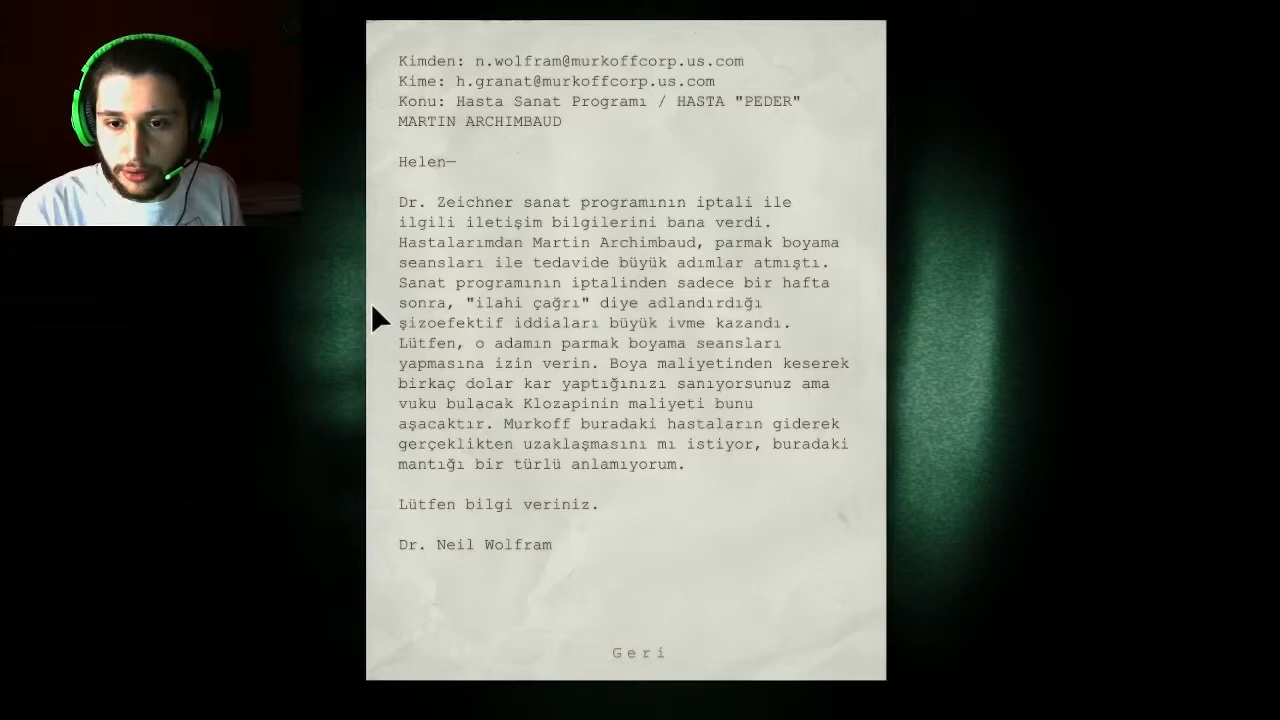 Kimden: n.wolfram@murkoffcorp.us.com
Kime: h.granat@murkoffcorp.us.com
Konu: Hasta Sanat Programı / HASTA "PEDER"
MARTIN ARCHIMBAUD
Helen—
Dr. Zeichner sanat programının iptali ile
ilgili iletişim bilgilerini bana verdi.
Hastalarımdan Martin Archimbaud, parmak boyama
seansları ile tedavide büyük adımlar atmıştı.
Sanat programının iptalinden sadece bir hafta
sonra, "ilahi çağrı" diye adlandırdığı
şizoefektif iddiaları büyük ivme kazandı.
Lütfen, o adamın parmak boyama seansları
yapmasına izin verin. Boya maliyetinden keserek
birkaç dolar kar yaptığınızı sanıyorsunuz ama
vuku bulacak Klozapinin maliyeti bunu
aşacaktır. Murkoff buradaki hastaların giderek
gerçeklikten uzaklaşmasını mı istiyor, buradaki
mantığı bir türlü anlamıyorum.
Lütfen bilgi veriniz.
Dr. Neil Wolfram
Geri